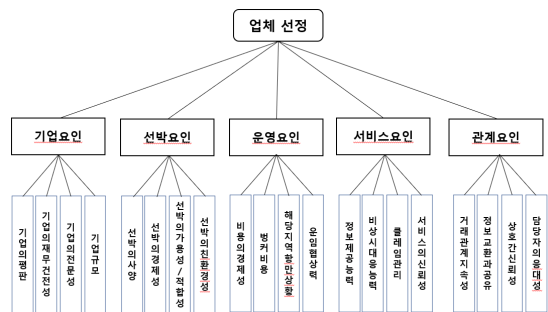 업체 선정
기업요인
선박요인
운영요인
서비스요인
관계요인
기업의평판
기업의재무건전성
기업의전문성
기업규모
선박의사양
선박의경제성
선박의가용성/적합성
선박의친환경성
비용의경제성
벙커비용
해당지역항만상황
운임협상력
정보제공능력
비상시대응능력
클레임관리
서비스의신뢰성
거래관계지속성
정보교환과공유
상호간신뢰성
담당자의응대성